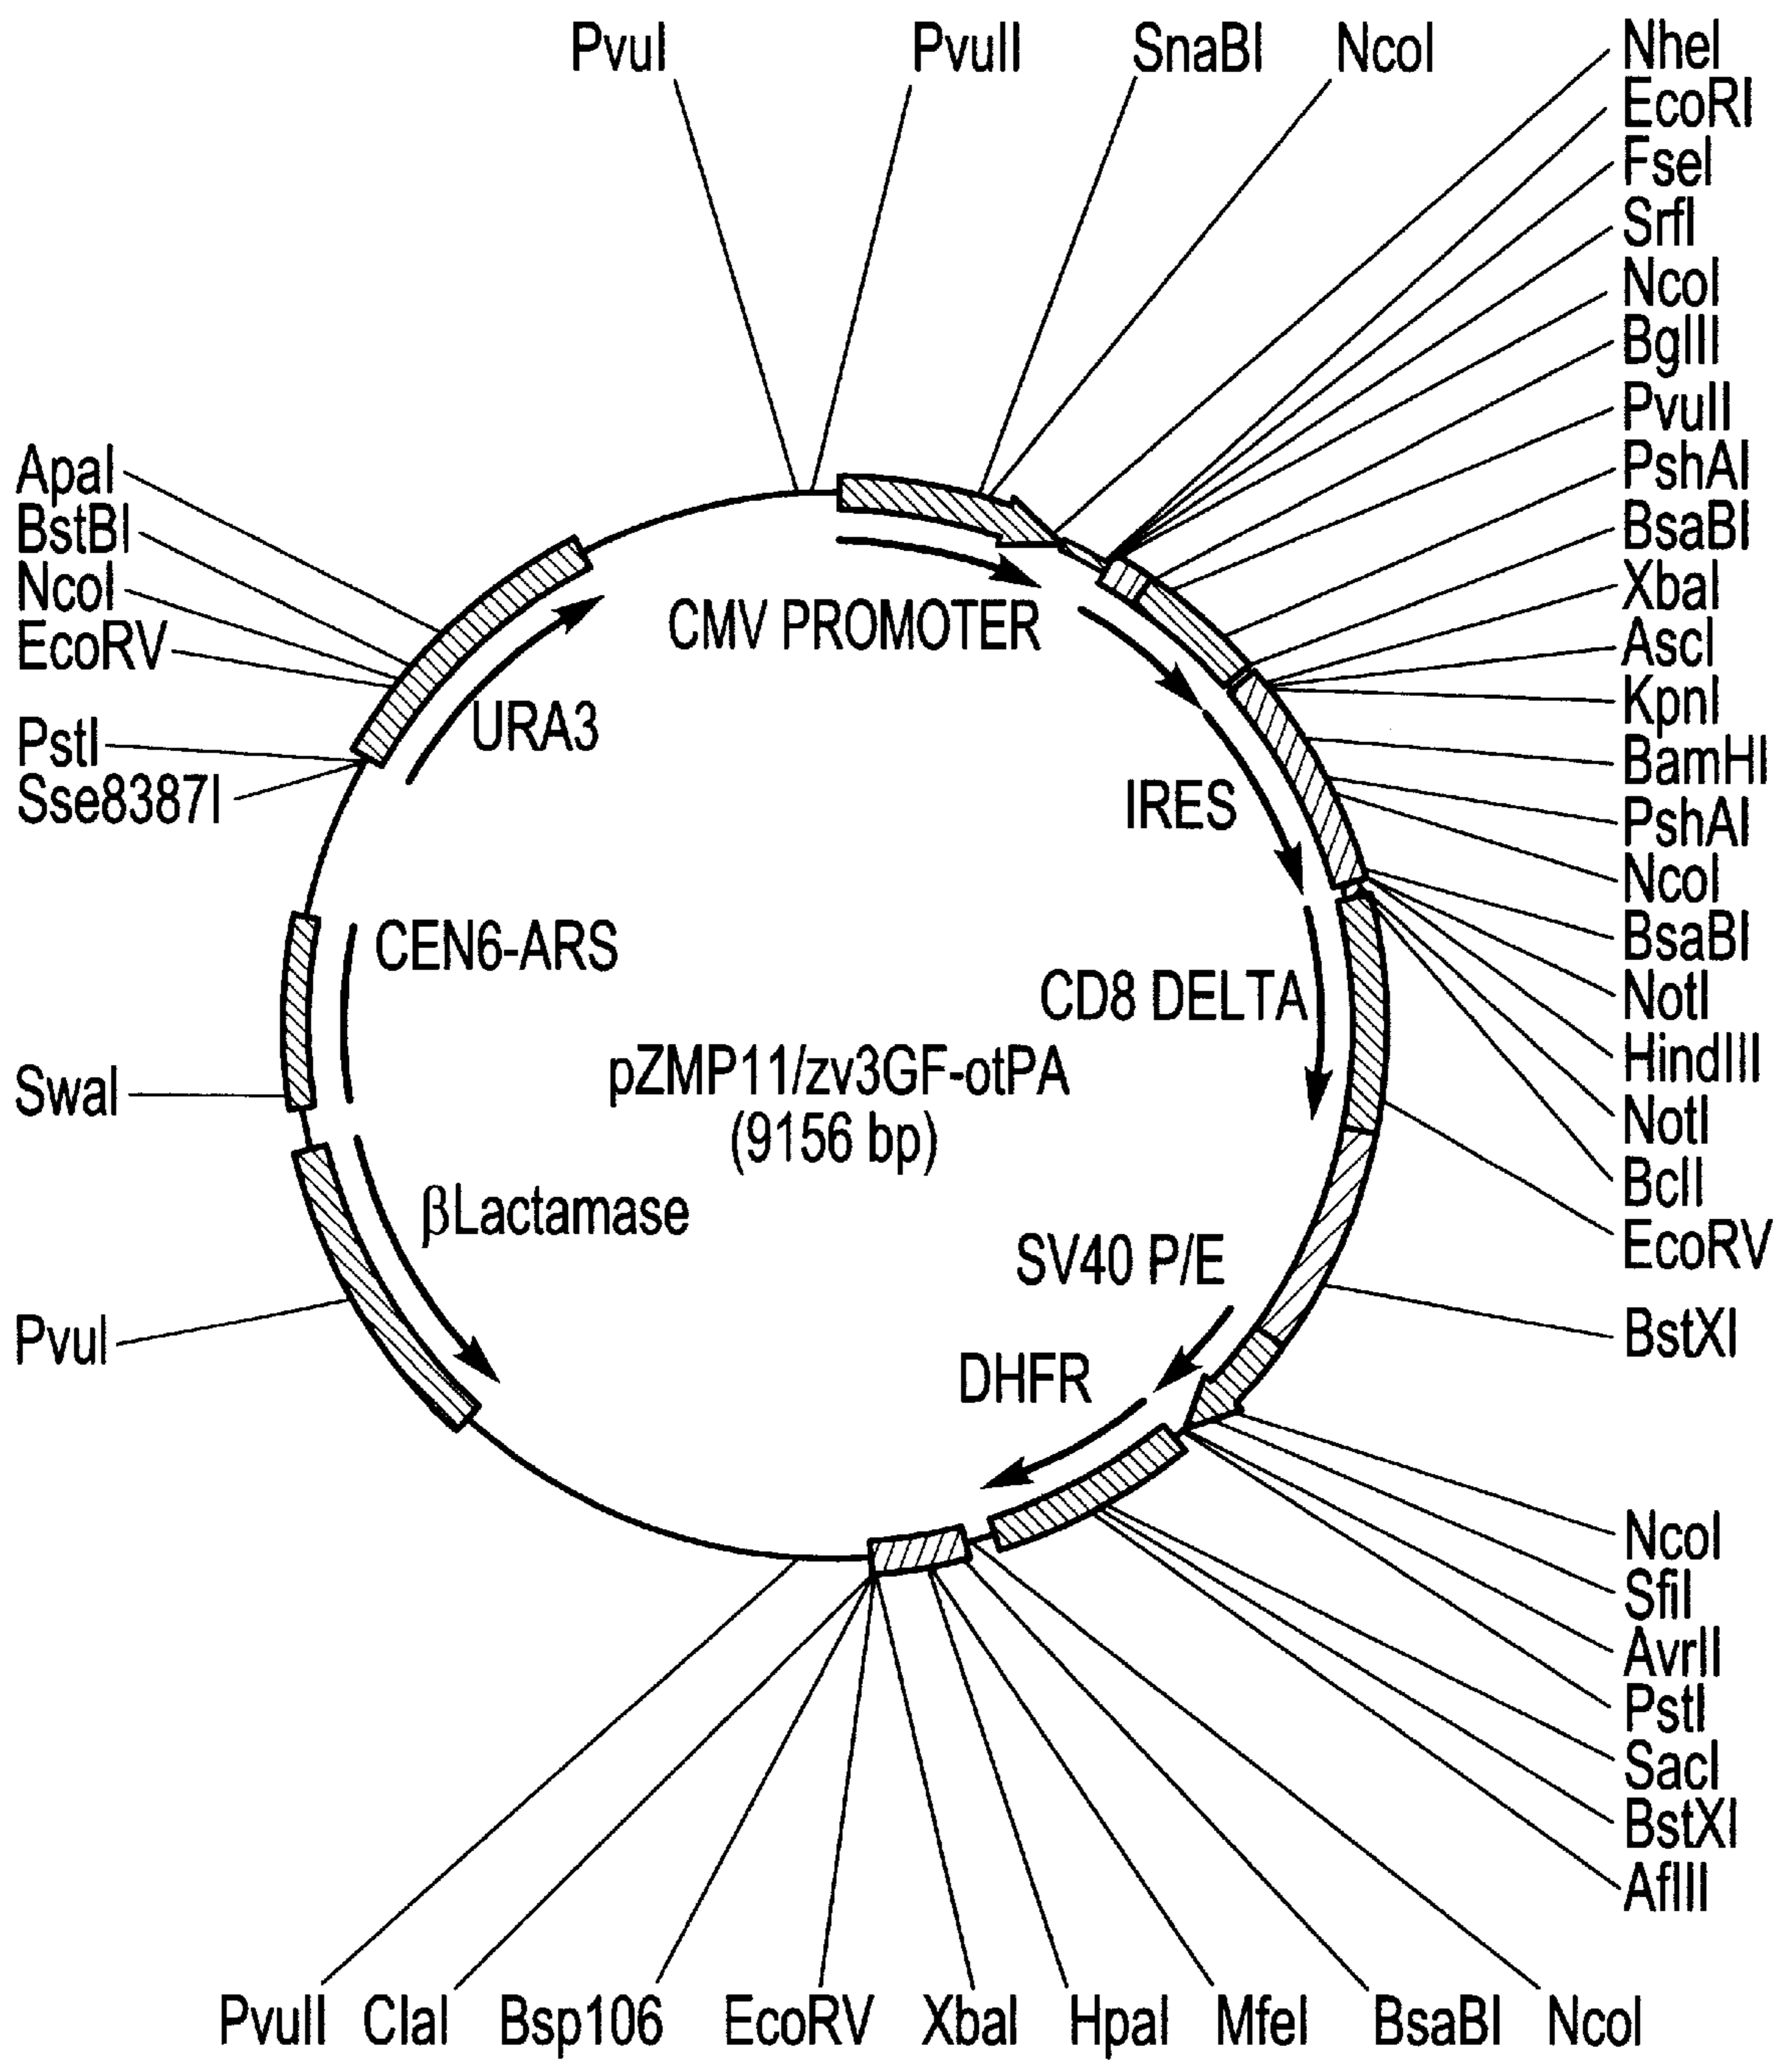 PvuI
PvuII
SnaBI
NcoI
NheI
EcoRI
FseI
SrfI
NcoI
BglII
PvuII
PshAI
BsaBI
XbaI
AscI
KpnI
BamHI
PshAI
NcoI
BsaBI
NotI
HindIII
NotI
BclI
EcoRV
BstXI
NcoI
SfiI
AvrII
PstI
SacI
BstXI
AflII
ApaI
BstBI
NcoI
EcoRV
PstI
Sse8387I
SwaI
PvuI
CMV PROMOTER
URA3
IRES
CEN6-ARS
CD8 DELTA
pZMP11/zv3GF-otPA
(9156 bp)
βLactamase
SV40 P/E
DHFR
PvuII
ClaI
Bsp106
EcoRV
XbaI
HpaI
MfeI
BsaBI
NcoI